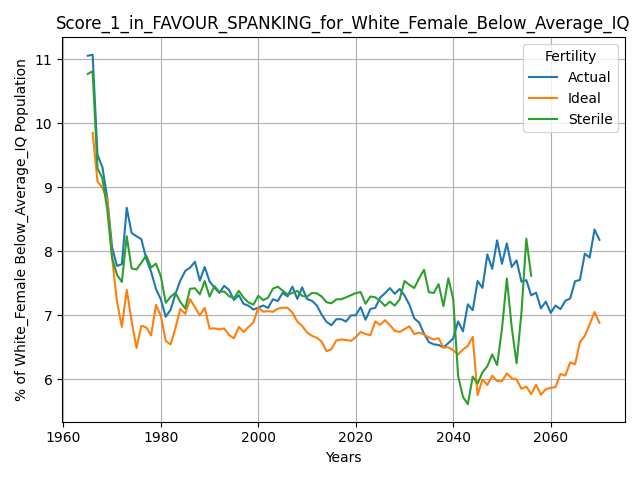 Score_1_in_FAVOUR_SPANKING_for_White_Female_Below_Average_IQ
% of White_Female Below_Average_IQ Population
11
10
9
8
7
6
Fertility
Actual
Ideal
Sterile
1960 1980 2000 2020 2040 2060
Years